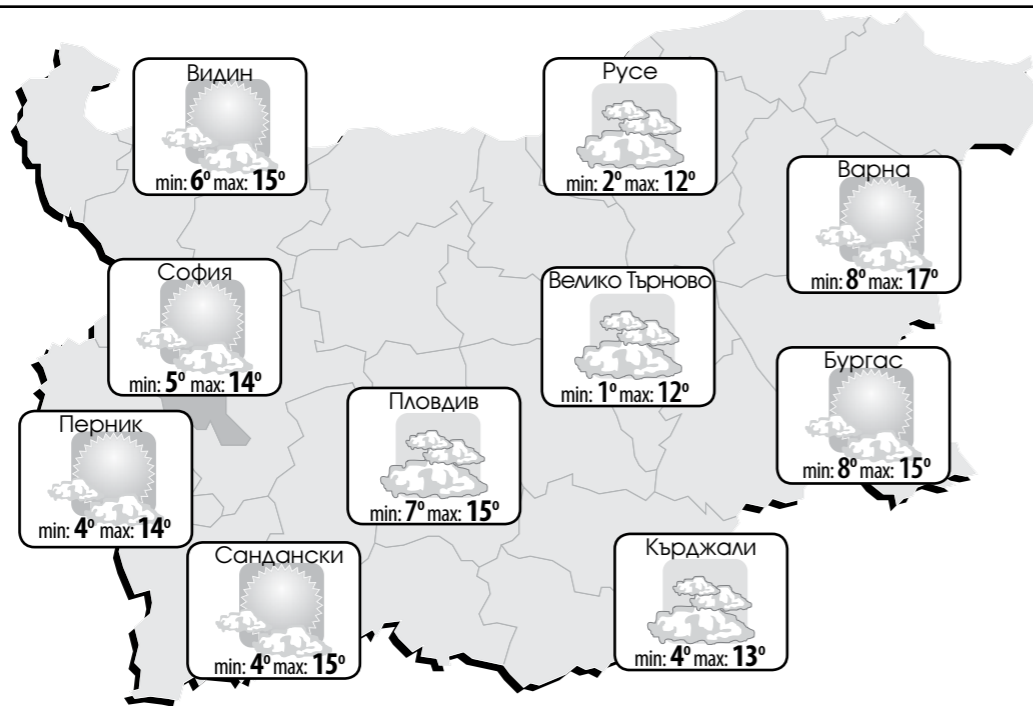 Видин
min: 6° max: 15°
Русе
min: 2° max: 12°
Варна
min: 8° max: 17°
София
min: 5° max: 14°
Велико Търново
min: 1° max: 12°
Бургас
min: 8° max: 15°
Пловдив
min: 7° max: 15°
Перник
min: 4° max: 14°
Сандански
min: 4° max: 15°
Кърджали
min: 4° max: 13°